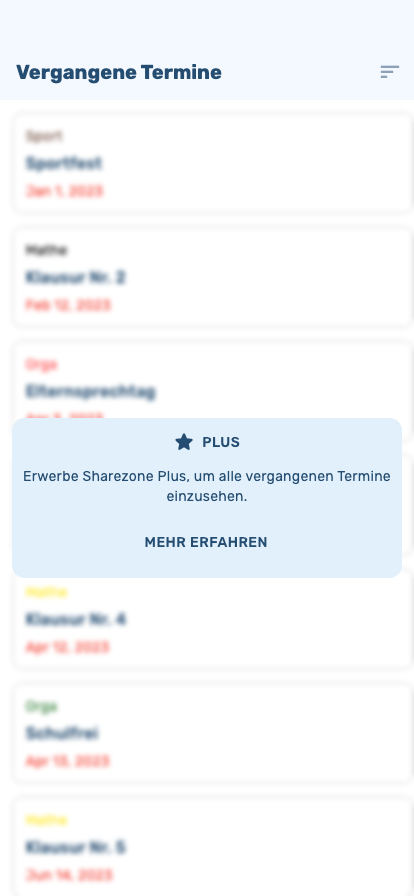 Vergangene Termine
Sport
Sportfest
Jan 1, 2023
Mathe
Klausur Nr. 2
Feb 12, 2023
Orga
Elternsprechtag
PLUS
Erwerbe Sharezone Plus, um alle vergangenen Termine
einzusehen.
MEHR ERFAHREN
Mathe
Klausur Nr. 4
Apr 12, 2023
Orga
Schulfrei
Apr 13, 2023
Mathe
Klausur Nr. 5
Jun 14, 2023